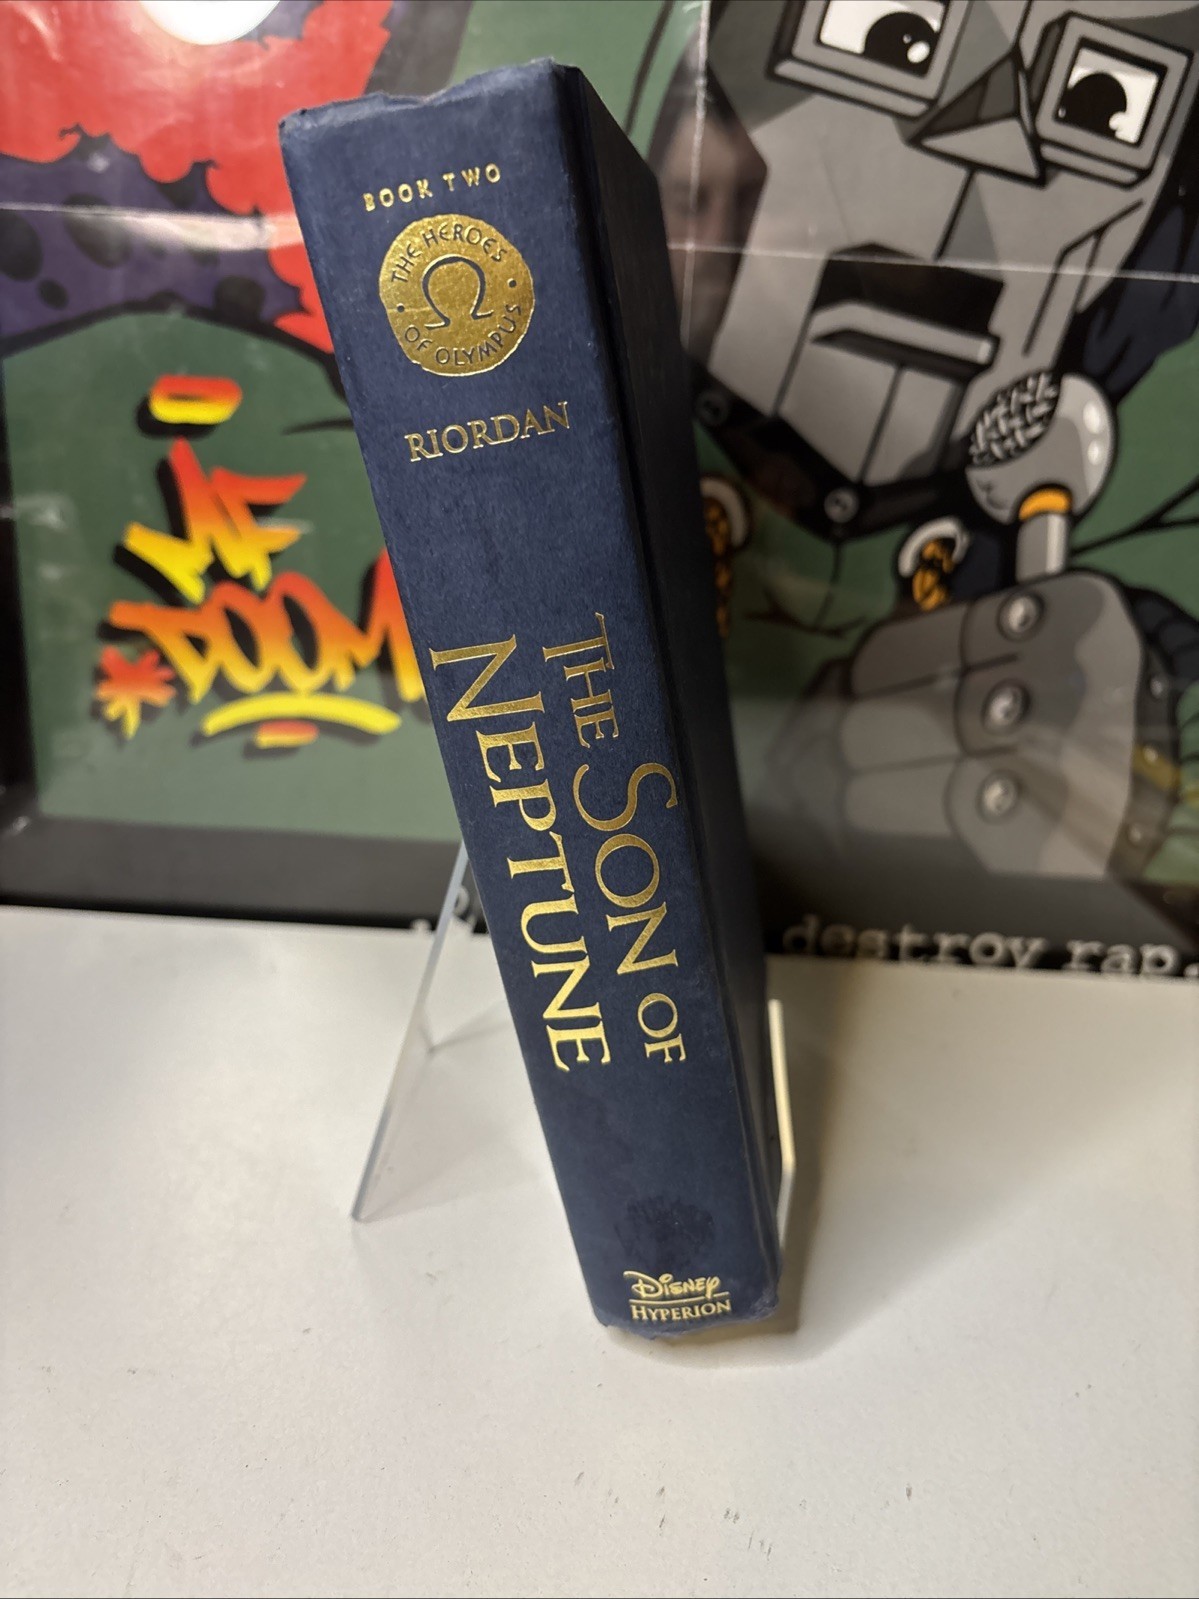 BOOK TWO
THE HEROES
OF OLYMPUS
Ω
RIORDAN
THE SON OF
NEPTUNE
DISNEY
HYPERION
MF
DOOM
destroy rap.